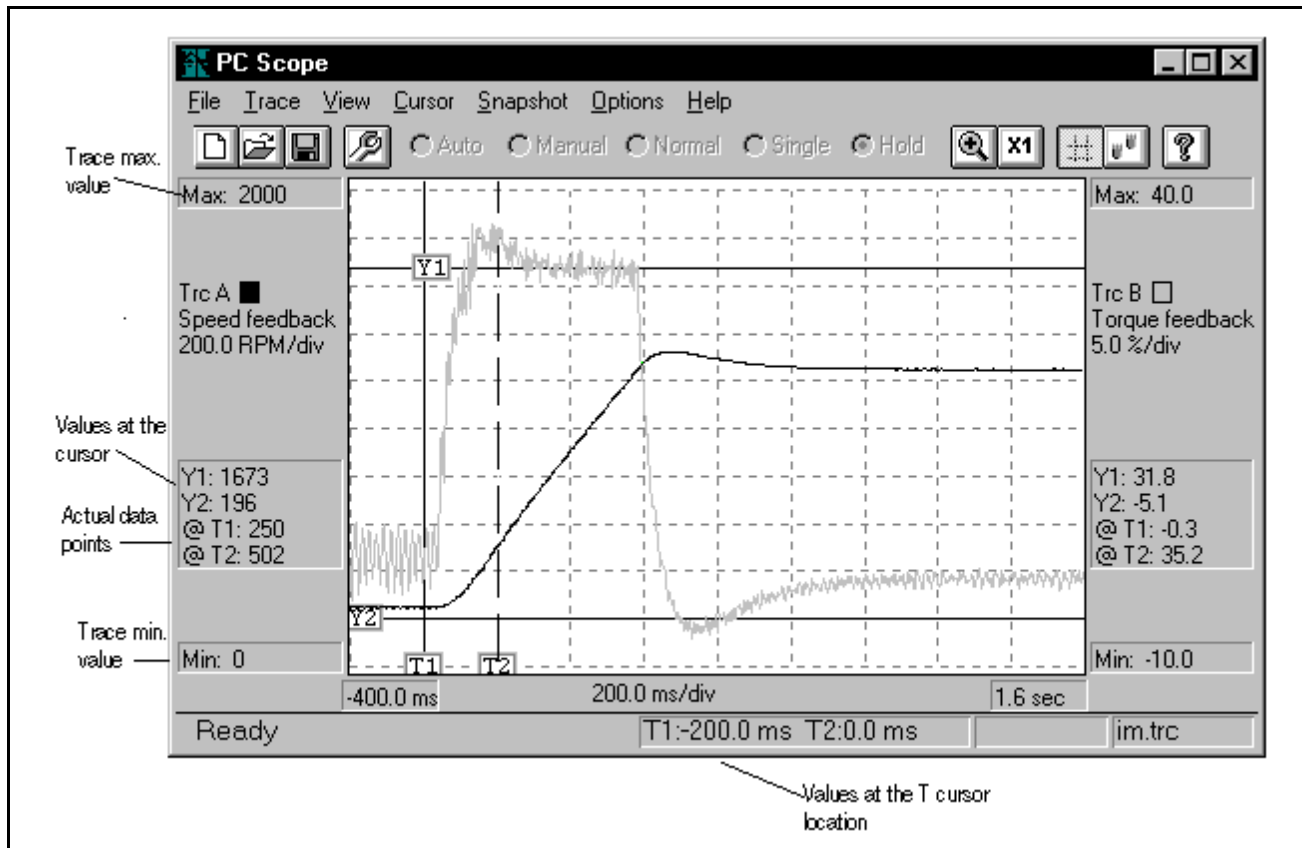 PC Scope
File Trace View Cursor Snapshot Options Help
Auto Manual Normal Single Hold X1
Trace max.
value
Max: 2000
Max: 40.0
Y1
Trc A
Speed feedback
200.0 RPM/div
Trc B
Torque feedback
5.0 %/div
Values at the
cursor
Y1: 1673
Y2: 196
@ T1: 250
@ T2: 502
Y1: 31.8
Y2: -5.1
@ T1: -0.3
@ T2: 35.2
Actual data
points
Y2
Trace min.
value
Min: 0
T1 T2
Min: -10.0
-400.0 ms 200.0 ms/div 1.6 sec
Ready T1:-200.0 ms T2:0.0 ms im.trc
Values at the T cursor
location